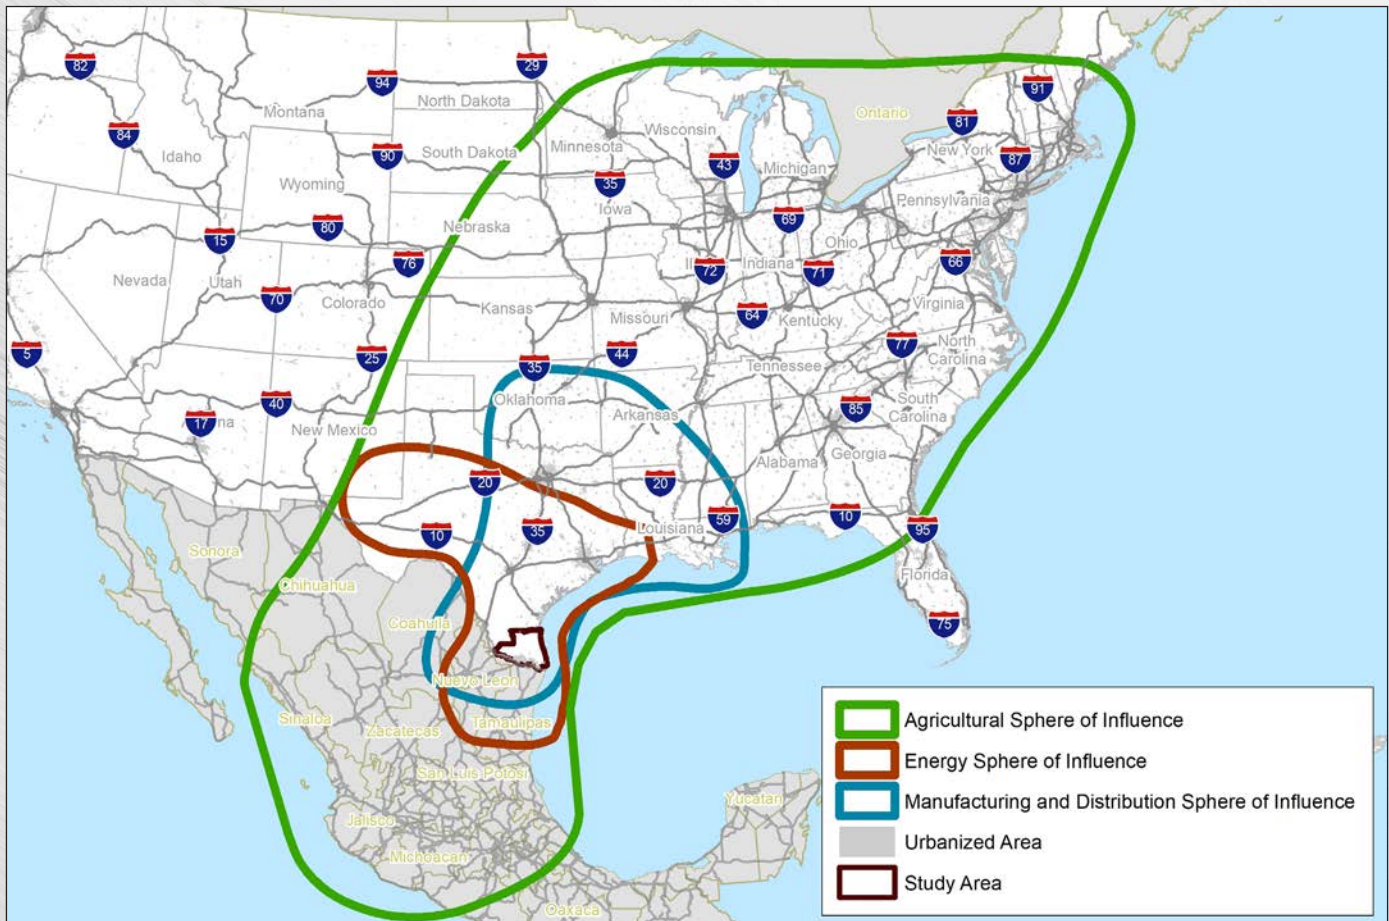 82
94
29
91
North Dakota
Montana
Ontario
81
84
Wisconsin
Minnesota
New York
87
Idaho
90
South Dakota
43
Michigan
35
Wyoming
Pennsylvania
Iowa
69
80
Nebraska
15
Ohio
76
66
Indiana
72
71
Nevada
Utah
70
Colorado
Kansas
Virginia
Missouri
64
Kentucky
77
North
Carolina
5
25
44
35
Tennessee
40
Oklahoma
South
Carolina
85
17
Arkansas
New Mexico
Georgia
Alabama
20
20
59
10
95
10
35
Louisiana
Sonora
Florida
Chihuahua
Coahuila
75
Nuevo Leon
Sinaloa
Tamaulipas
Zacatecas
San Luis Potosi
Yucatan
Jalisco
Michoacan
Oaxaca
Agricultural Sphere of Influence
Energy Sphere of Influence
Manufacturing and Distribution Sphere of Influence
Urbanized Area
Study Area